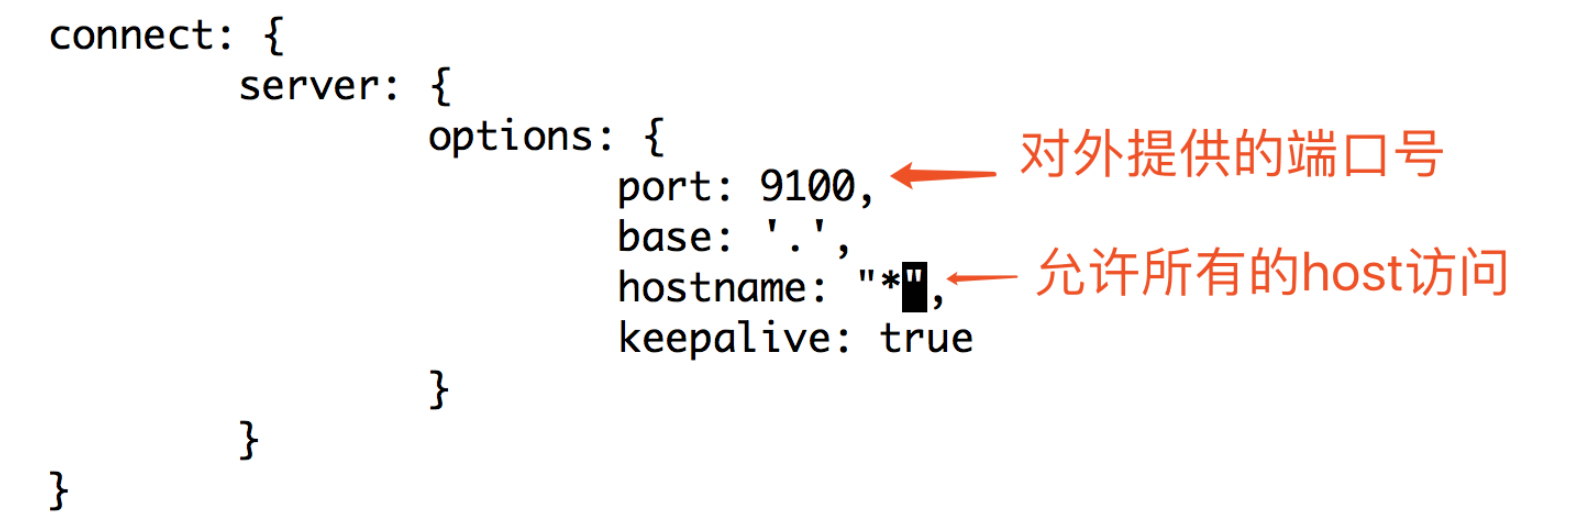 connect: {
server: {
options: {
port: 9100, 对外提供的端口号
base: '.',
hostname: "*", 允许所有的host访问
keepalive: true
}
}
}